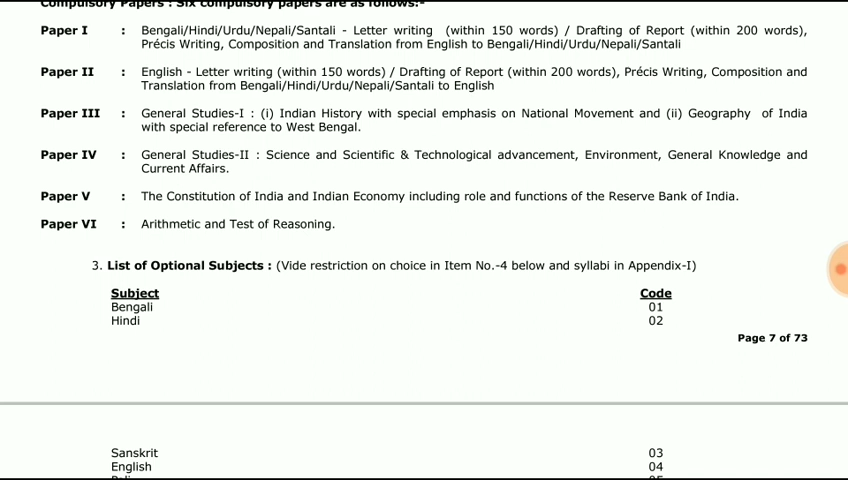 Compulsory Papers : Six compulsory papers are as follows:-
Paper I : Bengali/Hindi/Urdu/Nepali/Santali - Letter writing (within 150 words) / Drafting of Report (within 200 words),
Précis Writing, Composition and Translation from English to Bengali/Hindi/Urdu/Nepali/Santali
Paper II : English - Letter writing (within 150 words) / Drafting of Report (within 200 words), Précis Writing, Composition and
Translation from Bengali/Hindi/Urdu/Nepali/Santali to English
Paper III : General Studies-I : (i) Indian History with special emphasis on National Movement and (ii) Geography of India
with special reference to West Bengal.
Paper IV : General Studies-II : Science and Scientific & Technological advancement, Environment, General Knowledge and
Current Affairs.
Paper V : The Constitution of India and Indian Economy including role and functions of the Reserve Bank of India.
Paper VI : Arithmetic and Test of Reasoning.
3. List of Optional Subjects : (Vide restriction on choice in Item No.-4 below and syllabi in Appendix-I)
Subject Code
Bengali 01
Hindi 02
Page 7 of 73
Sanskrit 03
English 04